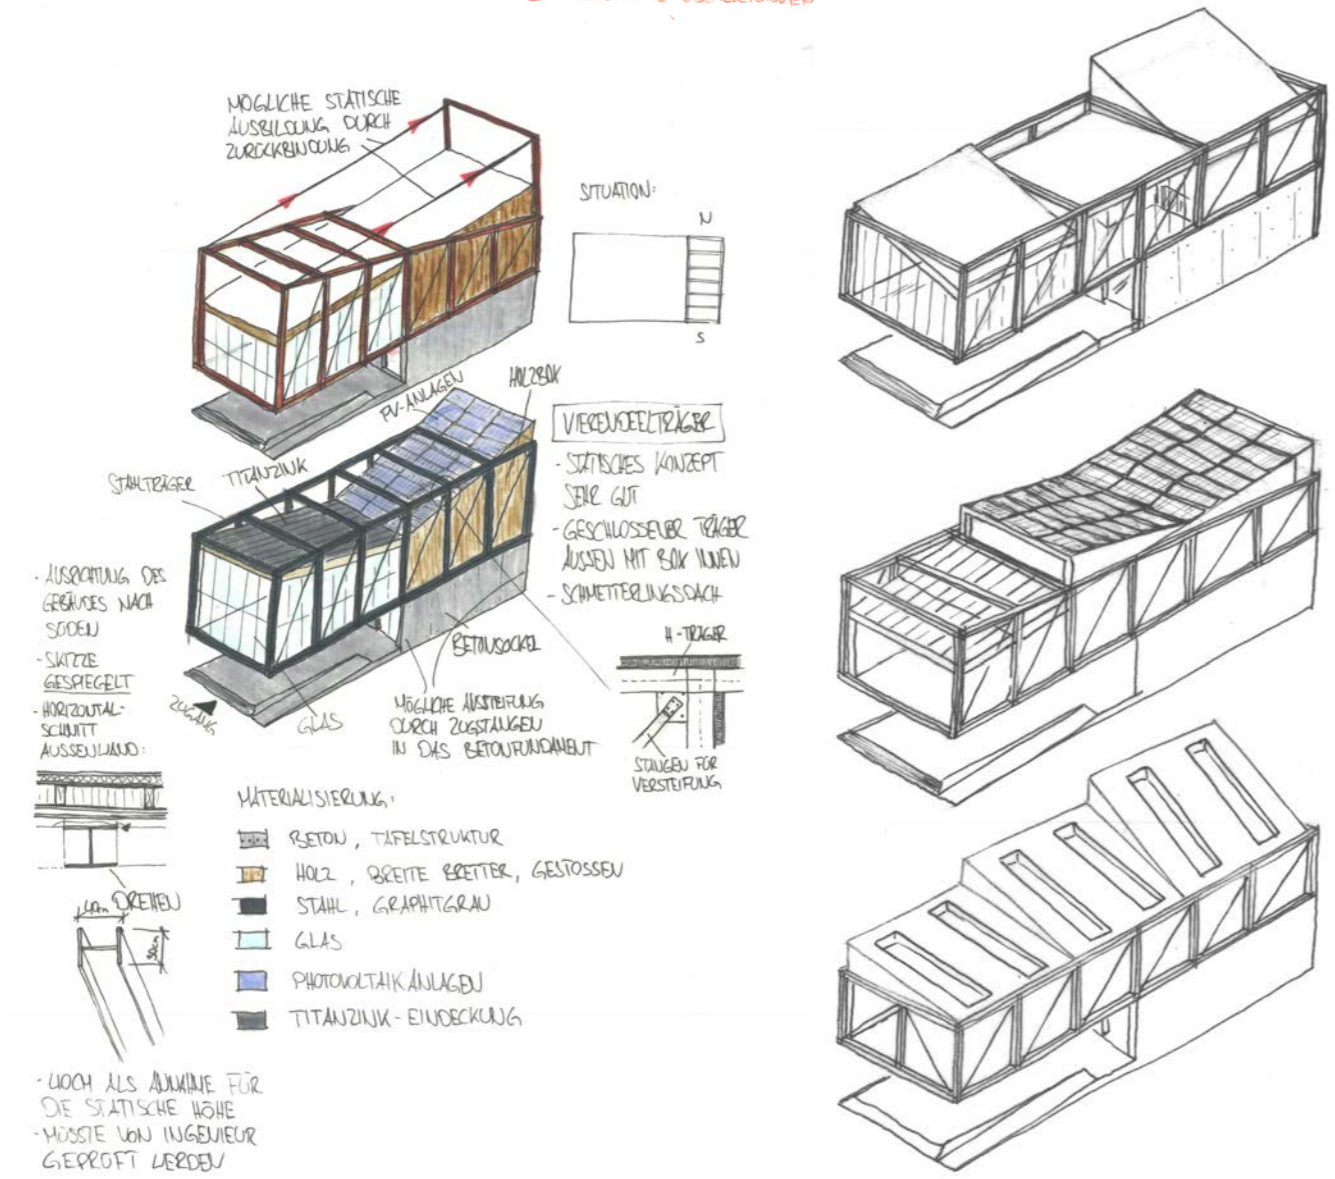 MÖGLICHE STATISCHE
AUSBILDUNG DURCH
ZURÜCKBINDUNG
SITUATION:
N
S
PV-ANLAGEN
HOLZBOX
STAHLTRÄGER
TITANZINK
VIERENDEELTRÄGER
- STATISCHES KONZEPT
SEHR GUT
- GESCHLOSSENER TRÄGER
AUSSEN MIT BOX INNEN
- SCHMETTERLINGSDACH
- AUSRICHTUNG DES
GEBÄUDES NACH
SÜDEN
- SKIZZE
GESPIEGELT
- HORIZONTAL-
SCHNITT
AUSSENWAND:
ZUGANG
GLAS
BETONSOCKEL
MÖGLICHE AUSSTEIFUNG
DURCH ZUGSTANGEN
IN DAS BETONFUNDAMENT
H-TRÄGER
STANGEN FÜR
VERSTEIFUNG
MATERIALISIERUNG:
BETON, TAFELSTRUKTUR
HOLZ, BREITE BRETTER, GESTOSSEN
STAHL, GRAPHITGRAU
GLAS
PHOTOVOLTAIKANLAGEN
TITANZINK-EINDECKUNG
DREHEN
- 40CM ALS ANNAHME FÜR
DIE STATISCHE HÖHE
- MÜSSTE VON INGENIEUR
GEPRÜFT WERDEN